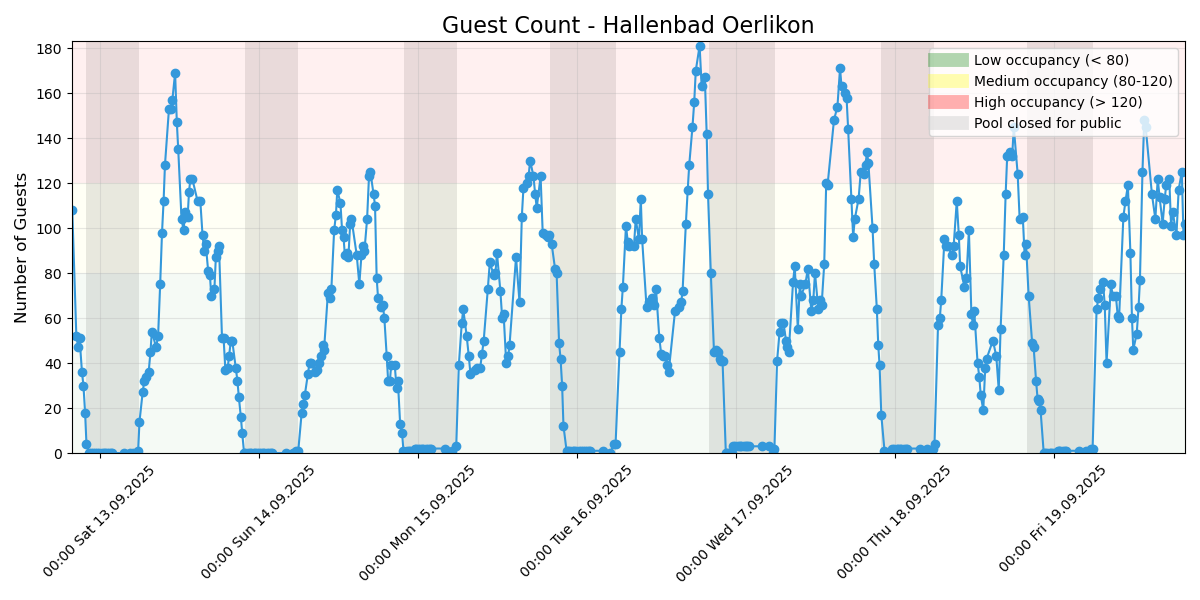 Guest Count - Hallenbad Oerlikon
Number of Guests
180
160
140
120
100
80
60
40
20
0
Low occupancy (< 80)
Medium occupancy (80-120)
High occupancy (> 120)
Pool closed for public
00:00 Sat 13.09.2025
00:00 Sun 14.09.2025
00:00 Mon 15.09.2025
00:00 Tue 16.09.2025
00:00 Wed 17.09.2025
00:00 Thu 18.09.2025
00:00 Fri 19.09.2025